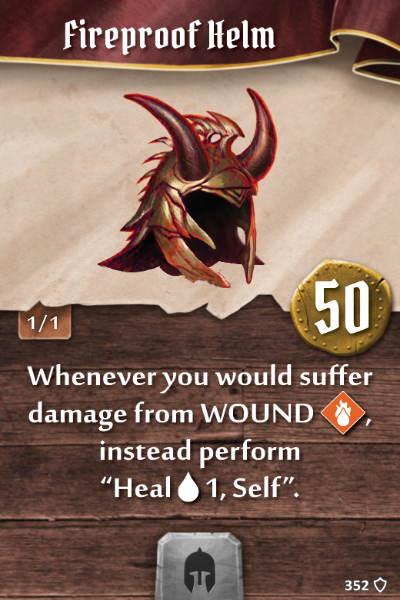 Fireproof Helm
1/1
50
Whenever you would suffer
damage from WOUND ,
instead perform
“Heal 1, Self”.
352